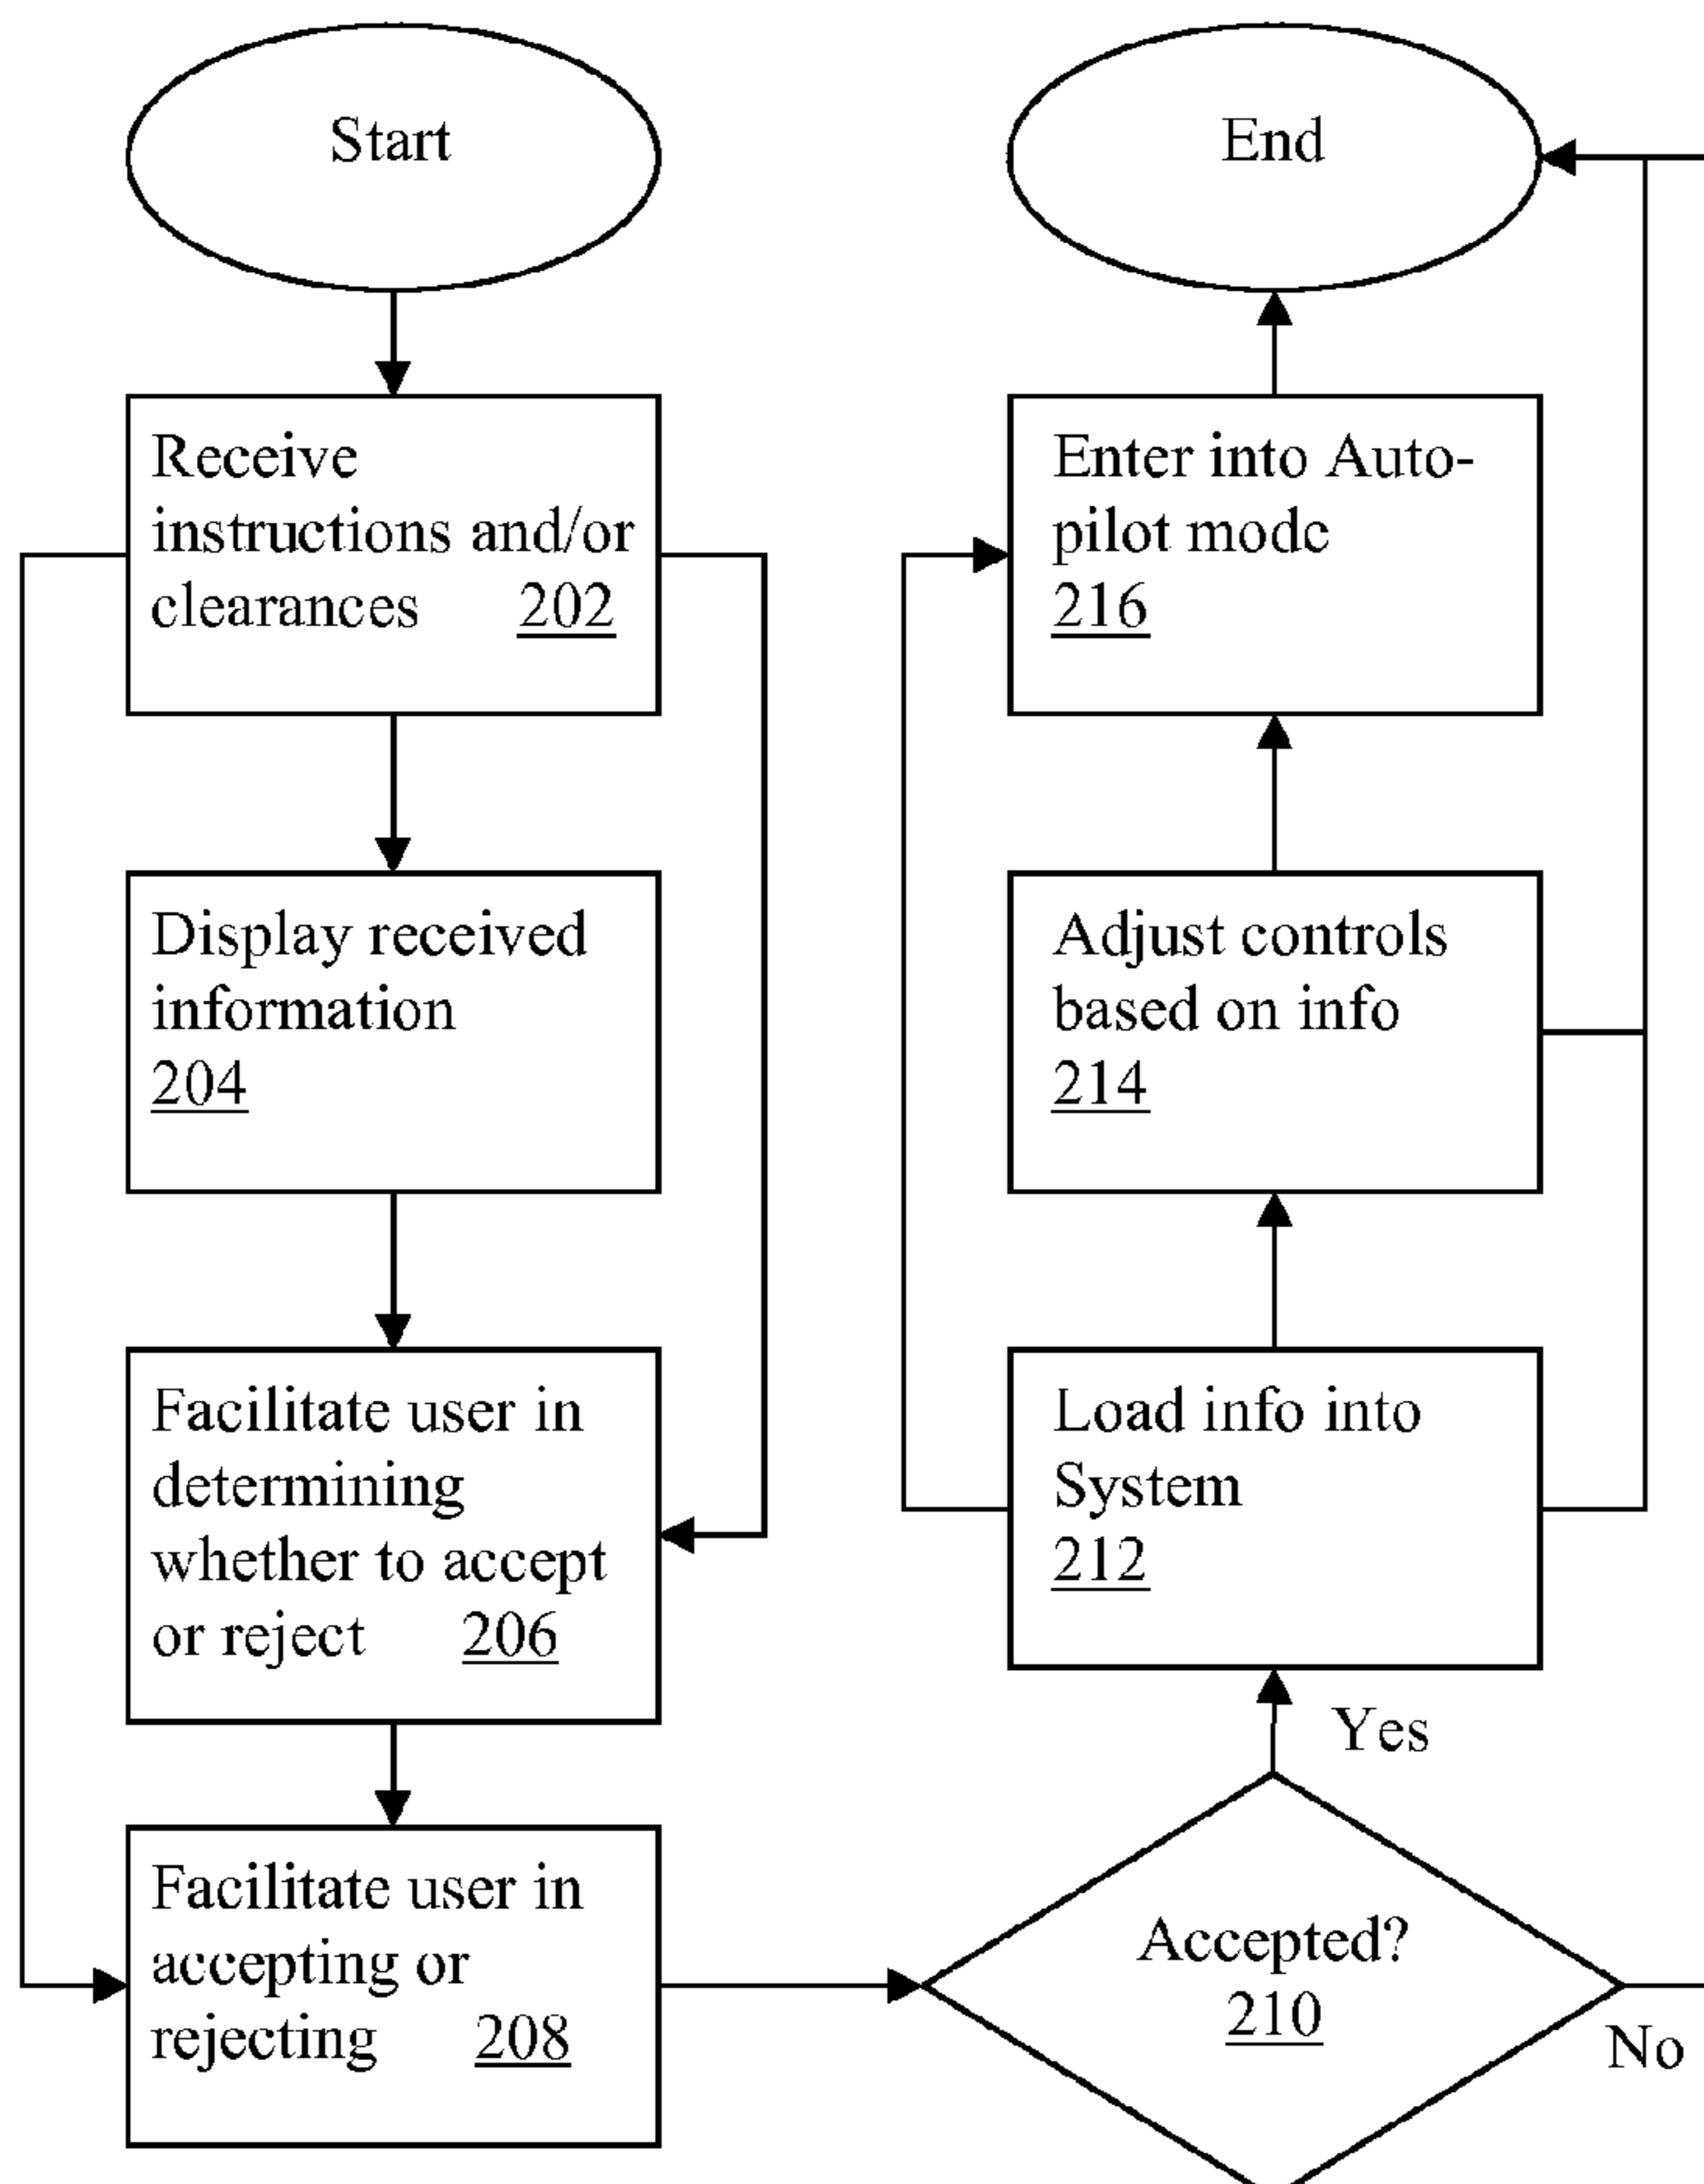 Start
Receive
instructions and/or
clearances 202
Display received
information
204
Facilitate user in
determining
whether to accept
or reject 206
Facilitate user in
accepting or
rejecting 208
End
Enter into Auto-
pilot mode
216
Adjust controls
based on info
214
Load info into
System
212
Yes
Accepted?
210
No